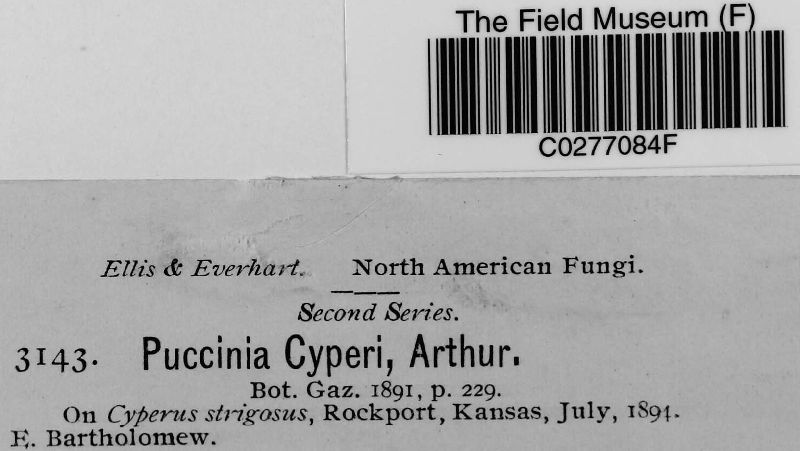 The Field Museum (F)
C0277084F
Ellis & Everhart. North American Fungi.
Second Series.
3143. Puccinia Cyperi, Arthur.
Bot. Gaz. 1891, p. 229.
On Cyperus strigosus, Rockport, Kansas, July, 1894.
E. Bartholomew.